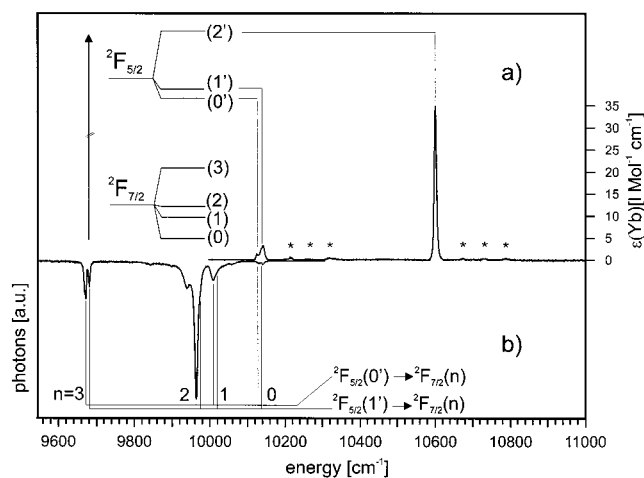 (2')
²F5/2
(1')
(0')
a)
(3)
²F7/2
(2)
(1)
(0)
35
30
25
20
15
10
5
0
ε(Yb)[l Mol⁻¹ cm⁻¹]
* * * * * *
photons [a.u.]
b)
n=3 2 1 0
²F5/2(0') → ²F7/2(n)
²F5/2(1') → ²F7/2(n)
9600 9800 10000 10200 10400 10600 10800 11000
energy [cm⁻¹]